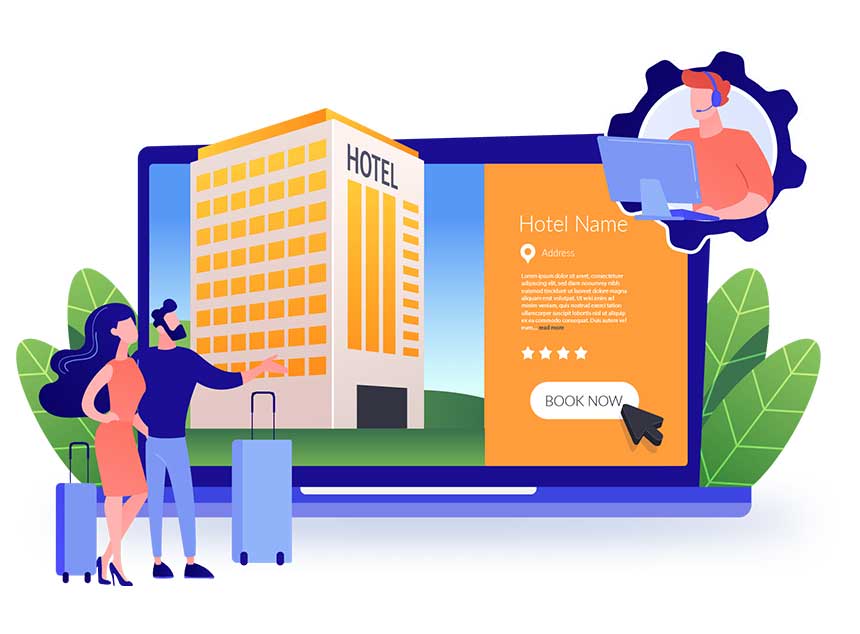 HOTEL
Hotel Name
Address
Lorem ipsum dolor sit amet, consectetuer
adipiscing elit, sed diam nonummy nibh
euismod tincidunt ut laoreet dolore magna
aliquam erat volutpat. Ut wisi enim ad
minim veniam, quis nostrud exerci tation
ullamcorper suscipit lobortis nisl ut aliquip
ex ea commodo consequat. Duis autem vel
eum... read more
BOOK NOW